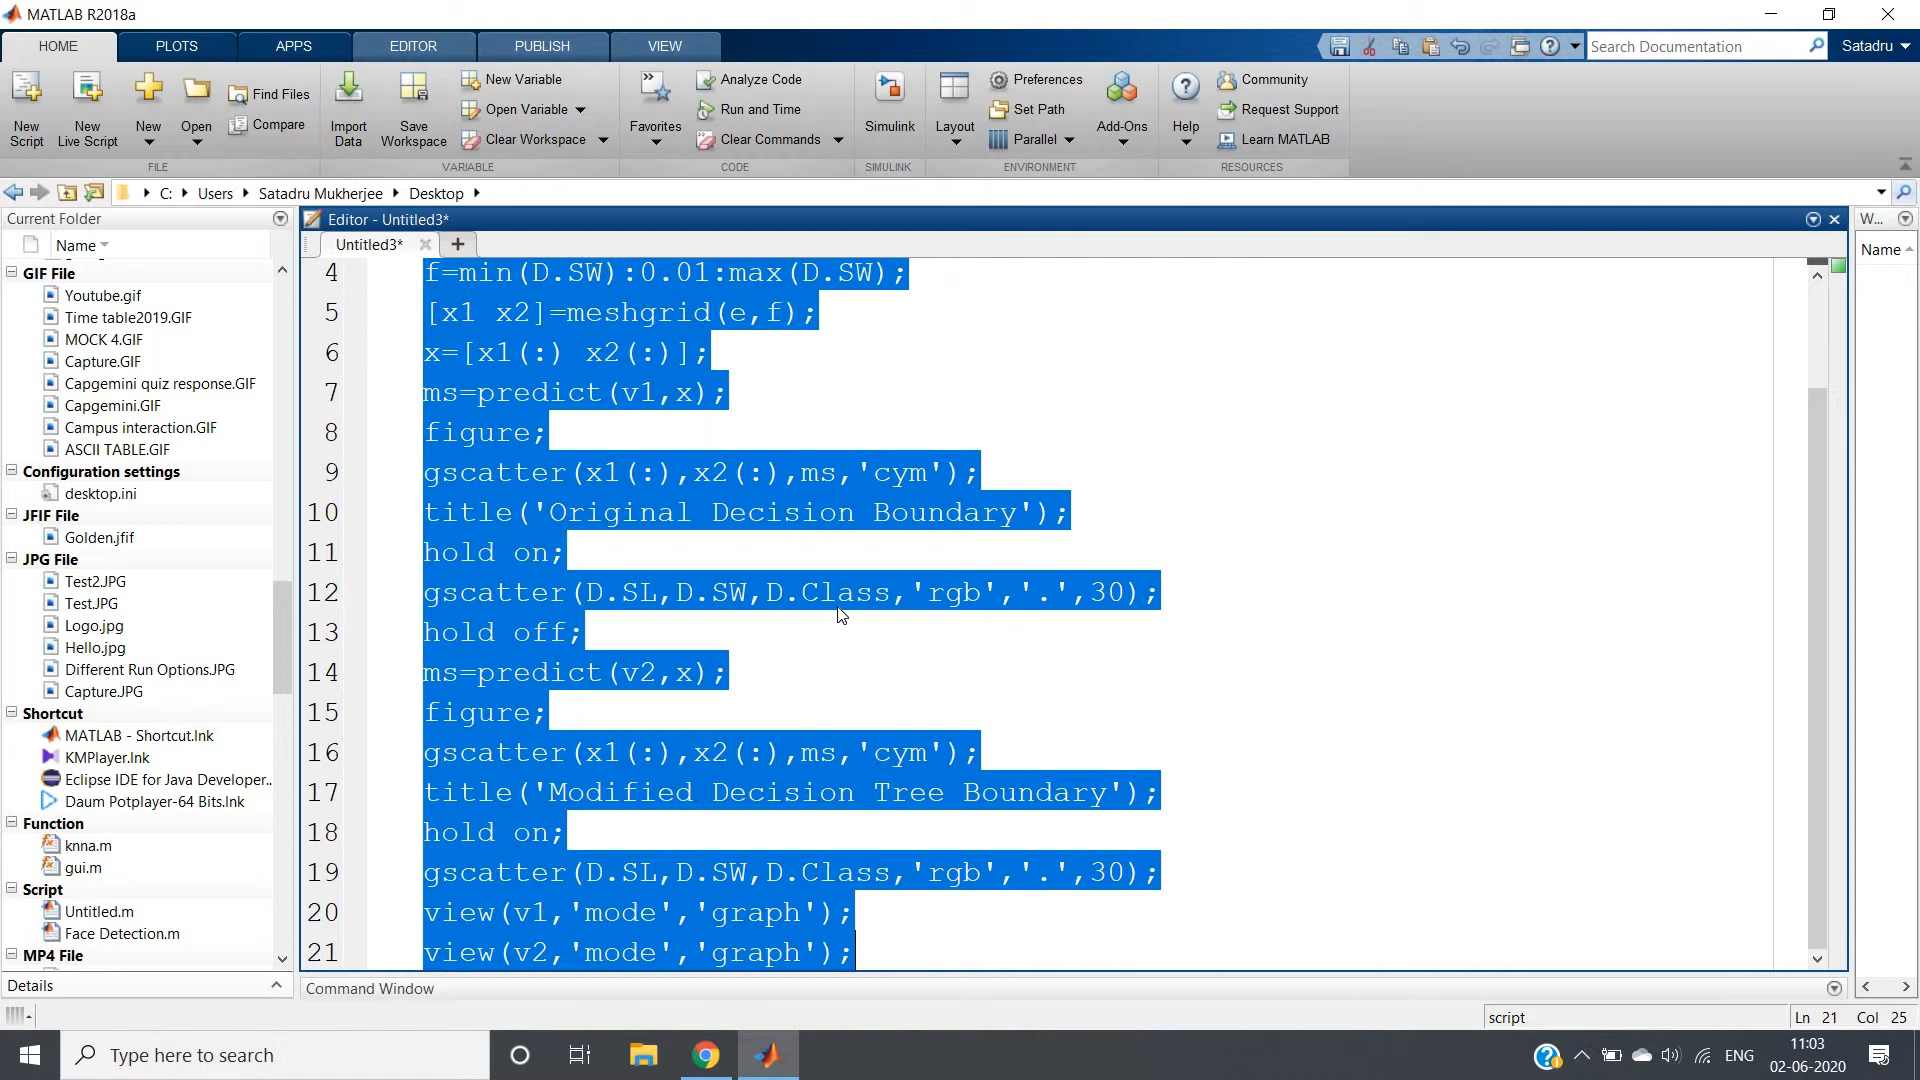 MATLAB R2018a
HOME PLOTS APPS EDITOR PUBLISH VIEW
Search Documentation
Satadru
New Script
New Live Script
New
Open
Find Files
Compare
Import Data
Save Workspace
New Variable
Open Variable
Clear Workspace
Favorites
Analyze Code
Run and Time
Clear Commands
Simulink
Layout
Preferences
Set Path
Parallel
Add-Ons
Help
Community
Request Support
Learn MATLAB
FILE VARIABLE CODE SIMULINK ENVIRONMENT RESOURCES
C: Users Satadru Mukherjee Desktop
Current Folder
Name
GIF File
Youtube.gif
Time table2019.GIF
MOCK 4.GIF
Capture.GIF
Capgemini quiz response.GIF
Capgemini.GIF
Campus interaction.GIF
ASCII TABLE.GIF
Configuration settings
desktop.ini
JFIF File
Golden.jfif
JPG File
Test2.JPG
Test.JPG
Logo.jpg
Hello.jpg
Different Run Options.JPG
Capture.JPG
Shortcut
MATLAB - Shortcut.lnk
KMPlayer.lnk
Eclipse IDE for Java Developer..
Daum Potplayer-64 Bits.lnk
Function
knna.m
gui.m
Script
Untitled.m
Face Detection.m
MP4 File
Details
Editor - Untitled3*
Untitled3*
4 f=min(D.SW):0.01:max(D.SW);
5 [x1 x2]=meshgrid(e,f);
6 x=[x1(:) x2(:)];
7 ms=predict(v1,x);
8 figure;
9 gscatter(x1(:),x2(:),ms,'cym');
10 title('Original Decision Boundary');
11 hold on;
12 gscatter(D.SL,D.SW,D.Class,'rgb','.',30);
13 hold off;
14 ms=predict(v2,x);
15 figure;
16 gscatter(x1(:),x2(:),ms,'cym');
17 title('Modified Decision Tree Boundary');
18 hold on;
19 gscatter(D.SL,D.SW,D.Class,'rgb','.',30);
20 view(v1,'mode','graph');
21 view(v2,'mode','graph');
Command Window
W...
Name
script
Ln 21 Col 25
Type here to search
ENG
11:03
02-06-2020